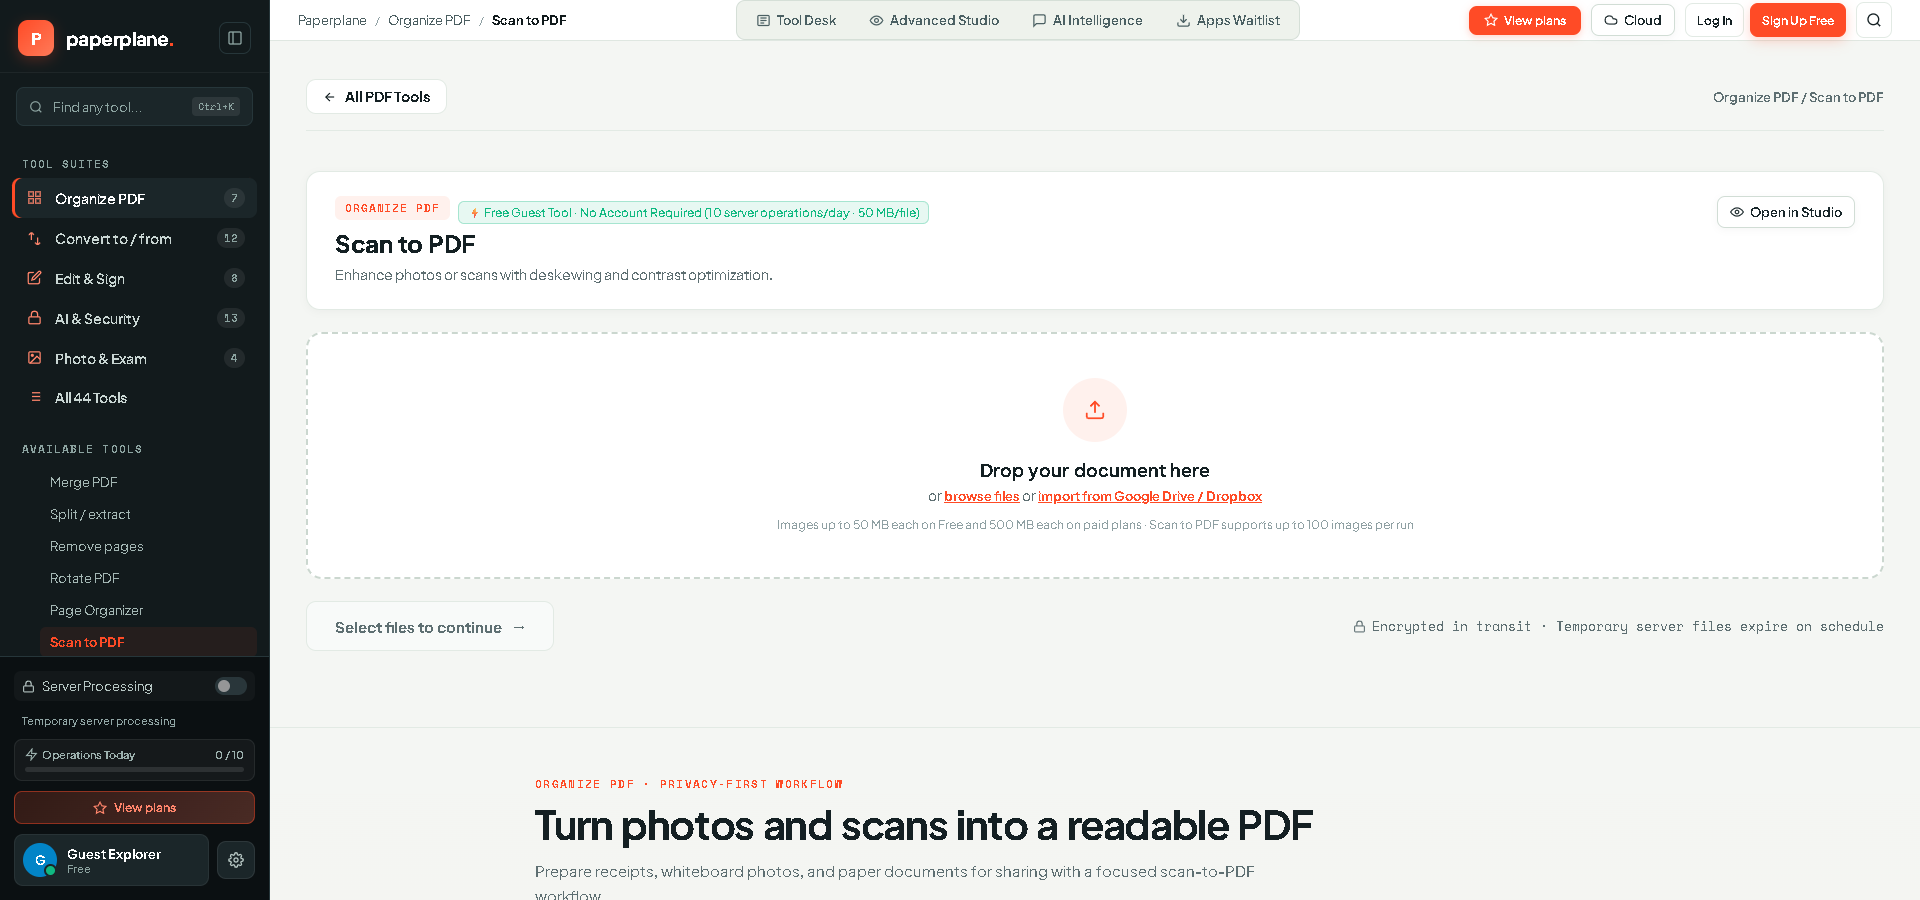 P paperplane.
Find any tool... Ctrl+K
TOOL SUITES
Organize PDF 7
Convert to / from 12
Edit & Sign 8
AI & Security 13
Photo & Exam 4
All 44 Tools
AVAILABLE TOOLS
Merge PDF
Split / extract
Remove pages
Rotate PDF
Page Organizer
Scan to PDF
Server Processing
Temporary server processing
Operations Today 0 / 10
View plans
G Guest Explorer
Free
Paperplane / Organize PDF / Scan to PDF
Tool Desk Advanced Studio AI Intelligence Apps Waitlist
View plans Cloud Log In Sign Up Free
← All PDF Tools
Organize PDF / Scan to PDF
ORGANIZE PDF Free Guest Tool · No Account Required (10 server operations/day · 50 MB/file)
Open in Studio
Scan to PDF
Enhance photos or scans with deskewing and contrast optimization.
Drop your document here
or browse files or import from Google Drive / Dropbox
Images up to 50 MB each on Free and 500 MB each on paid plans · Scan to PDF supports up to 100 images per run
Select files to continue →
Encrypted in transit · Temporary server files expire on schedule
ORGANIZE PDF · PRIVACY-FIRST WORKFLOW
Turn photos and scans into a readable PDF
Prepare receipts, whiteboard photos, and paper documents for sharing with a focused scan-to-PDF
workflow